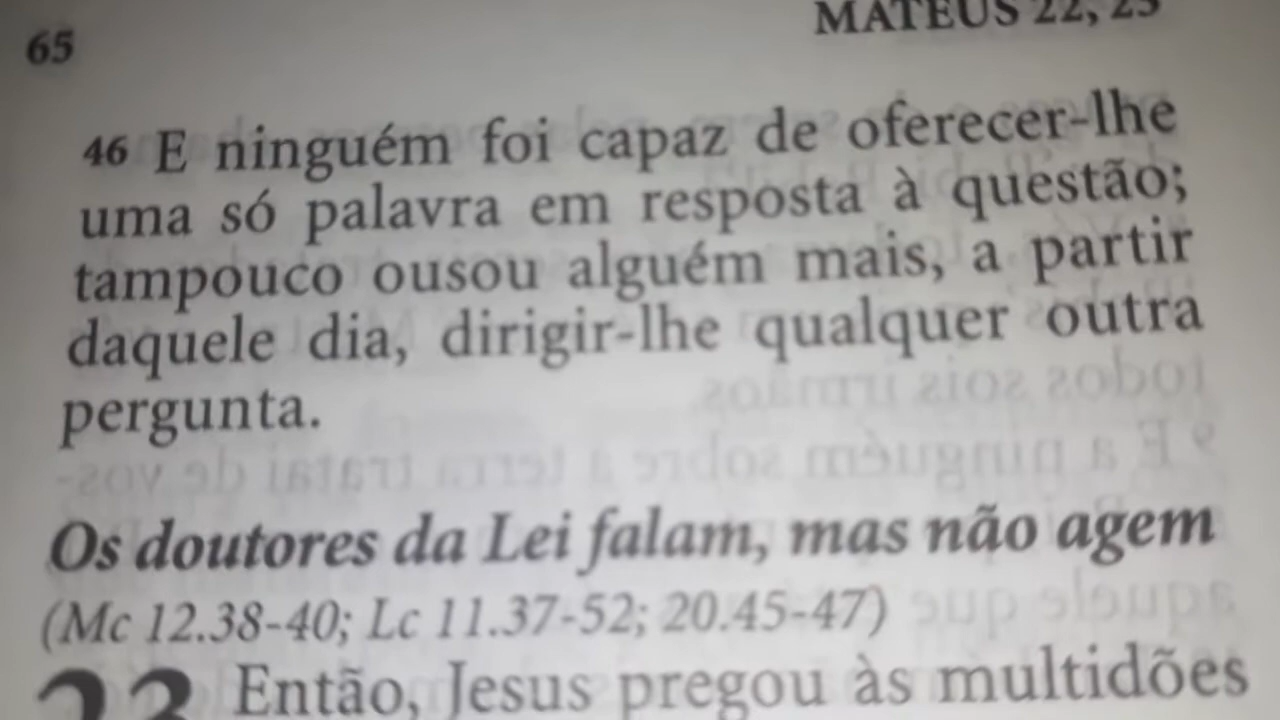 65
MATEUS 22, 23
46 E ninguém foi capaz de oferecer-lhe
uma só palavra em resposta à questão;
tampouco ousou alguém mais, a partir
daquele dia, dirigir-lhe qualquer outra
pergunta.
Os doutores da Lei falam, mas não agem
(Mc 12.38-40; Lc 11.37-52; 20.45-47)
23 Então, Jesus pregou às multidões